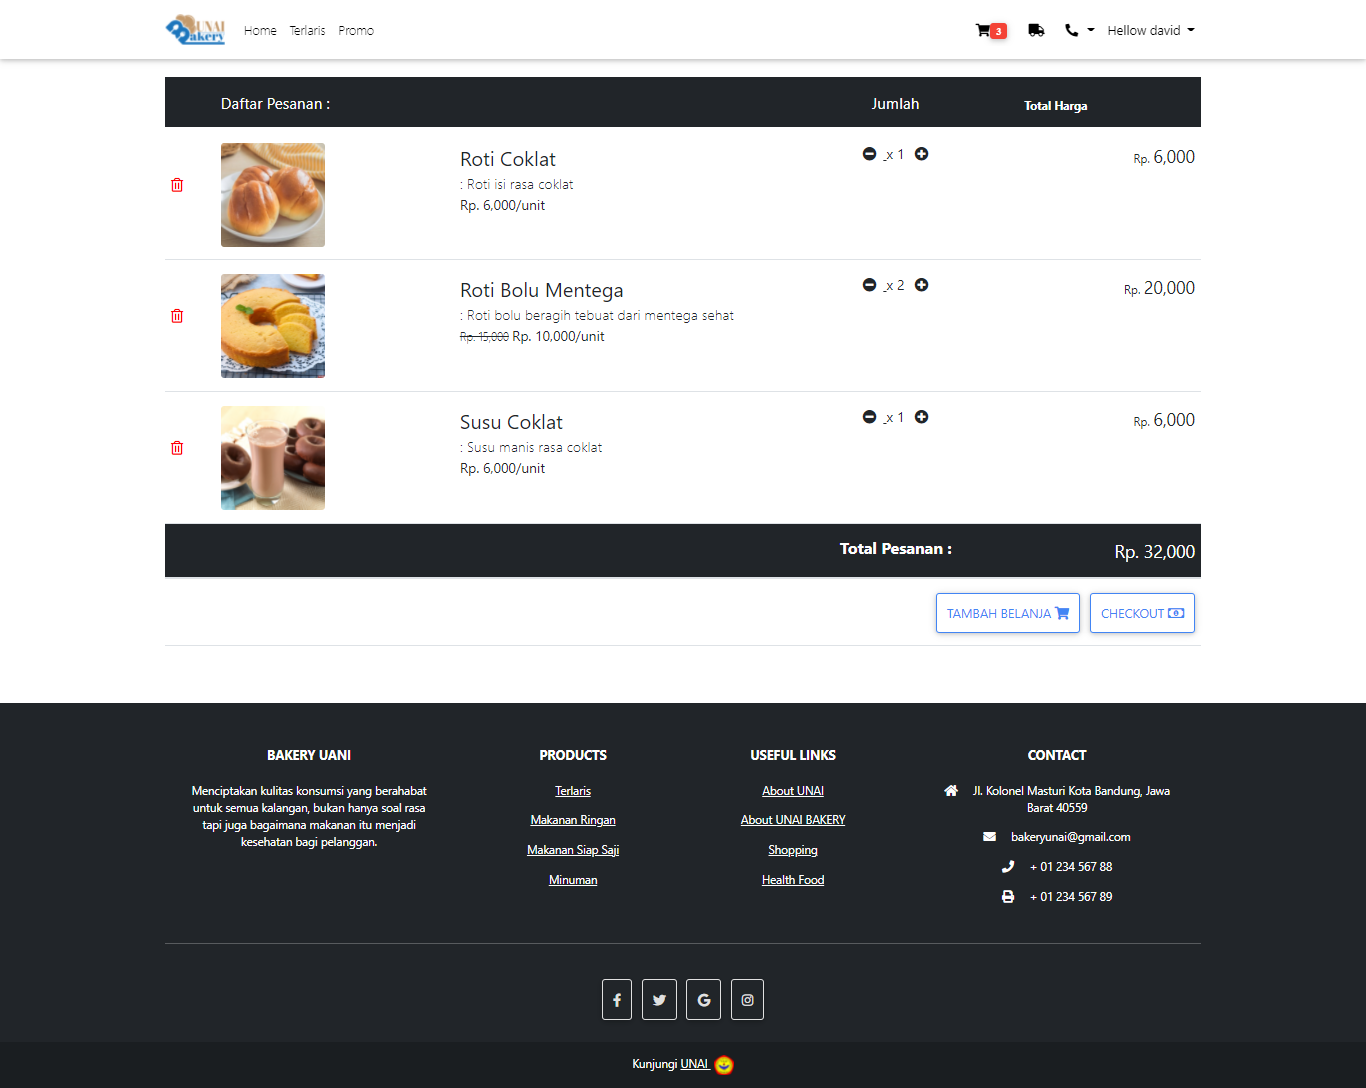 UNAI
Bakery
Home
Terlaris
Promo
3
Hellow david
Daftar Pesanan :
Jumlah
Total Harga
Roti Coklat
: Roti isi rasa coklat
Rp. 6,000/unit
x 1
Rp. 6,000
Roti Bolu Mentega
: Roti bolu beragih tebuat dari mentega sehat
Rp. 15,000 Rp. 10,000/unit
x 2
Rp. 20,000
Susu Coklat
: Susu manis rasa coklat
Rp. 6,000/unit
x 1
Rp. 6,000
Total Pesanan :
Rp. 32,000
TAMBAH BELANJA
CHECKOUT
BAKERY UANI
Menciptakan kulitas konsumsi yang berahabat
untuk semua kalangan, bukan hanya soal rasa
tapi juga bagaimana makanan itu menjadi
kesehatan bagi pelanggan.
PRODUCTS
Terlaris
Makanan Ringan
Makanan Siap Saji
Minuman
USEFUL LINKS
About UNAI
About UNAI BAKERY
Shopping
Health Food
CONTACT
Jl. Kolonel Masturi Kota Bandung, Jawa
Barat 40559
bakeryunai@gmail.com
+ 01 234 567 88
+ 01 234 567 89
Kunjungi UNAI